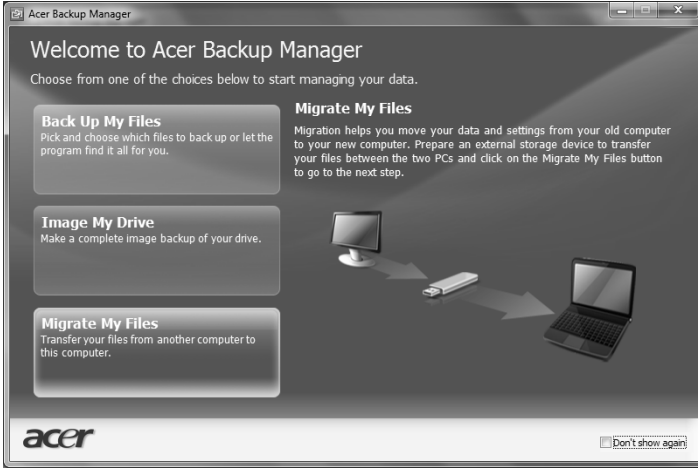 Acer Backup Manager
Welcome to Acer Backup Manager
Choose from one of the choices below to start managing your data.
Back Up My Files
Pick and choose which files to back up or let the
program find it all for you.
Image My Drive
Make a complete image backup of your drive.
Migrate My Files
Transfer your files from another computer to
this computer.
Migrate My Files
Migration helps you move your data and settings from your old computer
to your new computer. Prepare an external storage device to transfer
your files between the two PCs and click on the Migrate My Files button
to go to the next step.
acer
Don't show again